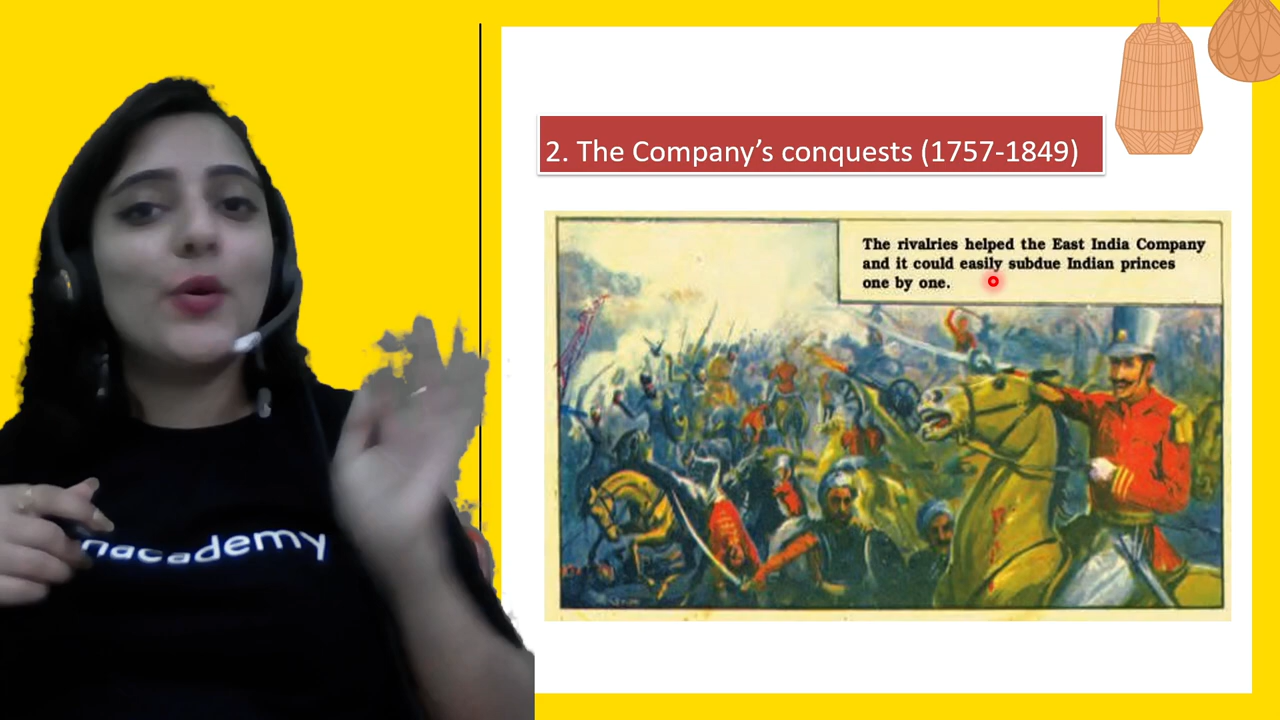 2. The Company's conquests (1757-1849)
The rivalries helped the East India Company
and it could easily subdue Indian princes
one by one.
nacademy